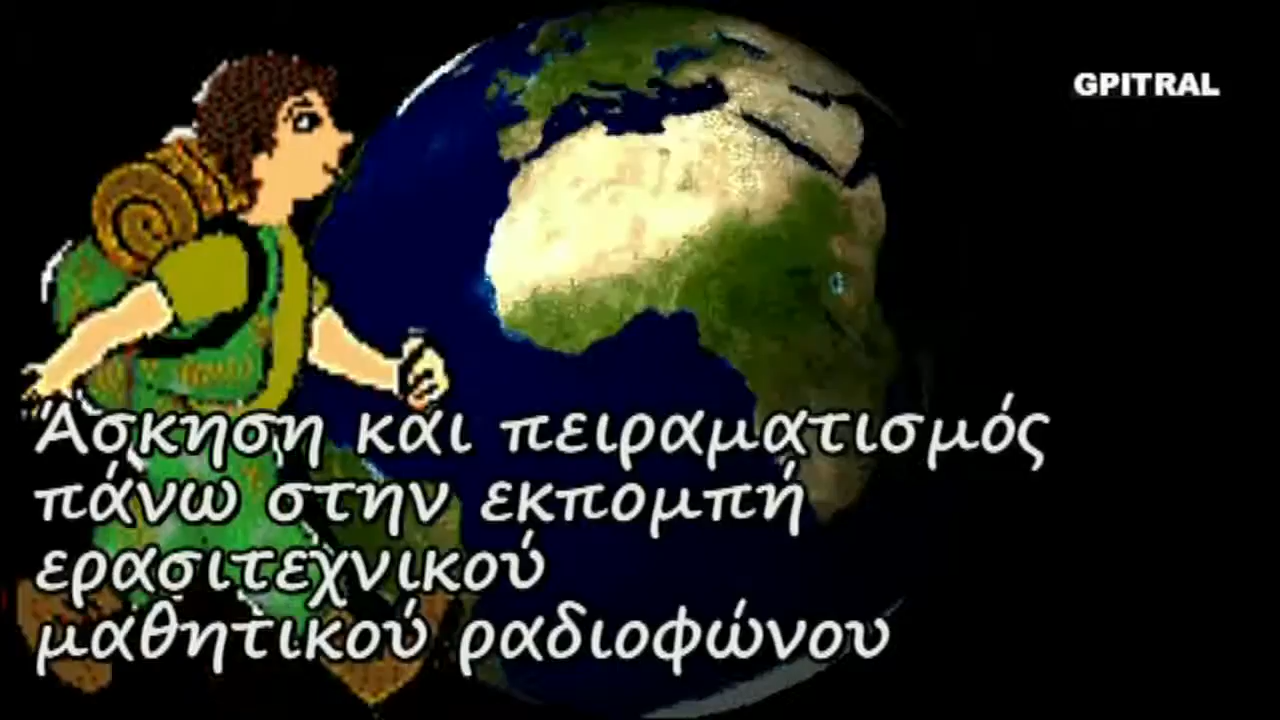 GPITRAL
Άσκηση και πειραματισμός
πάνω στην εκπομπή
ερασιτεχνικού
μαθητικού ραδιοφώνου